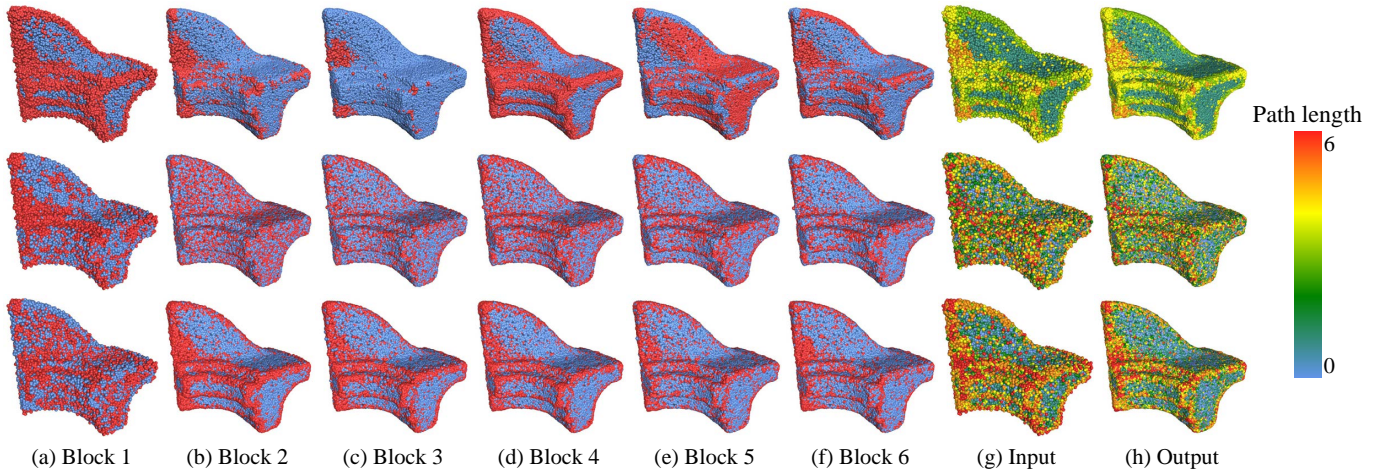 Path length
6
0
(a) Block 1
(b) Block 2
(c) Block 3
(d) Block 4
(e) Block 5
(f) Block 6
(g) Input
(h) Output